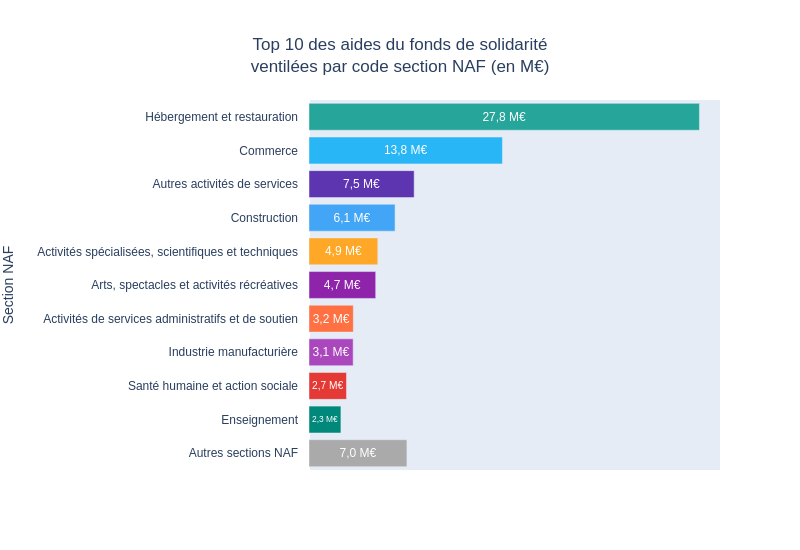 Top 10 des aides du fonds de solidarité
ventilées par code section NAF (en M€)
Section NAF
Hébergement et restauration 27,8 M€
Commerce 13,8 M€
Autres activités de services 7,5 M€
Construction 6,1 M€
Activités spécialisées, scientifiques et techniques 4,9 M€
Arts, spectacles et activités récréatives 4,7 M€
Activités de services administratifs et de soutien 3,2 M€
Industrie manufacturière 3,1 M€
Santé humaine et action sociale 2,7 M€
Enseignement 2,3 M€
Autres sections NAF 7,0 M€